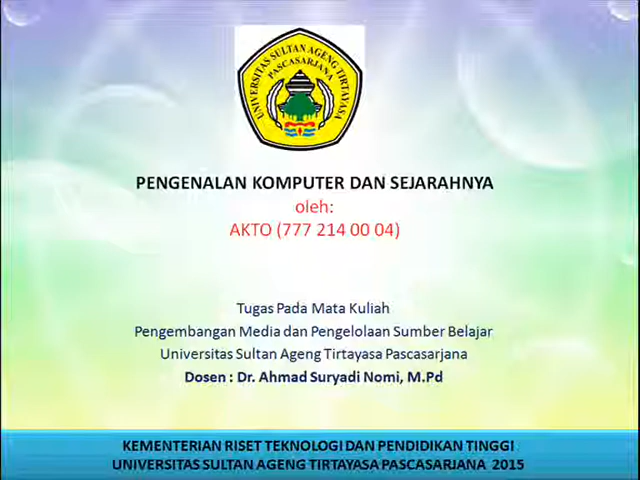 UNIVERSITAS SULTAN AGENG TIRTAYASA
PASCASARJANA
PENGENALAN KOMPUTER DAN SEJARAHNYA
oleh:
AKTO (777 214 00 04)
Tugas Pada Mata Kuliah
Pengembangan Media dan Pengelolaan Sumber Belajar
Universitas Sultan Ageng Tirtayasa Pascasarjana
Dosen : Dr. Ahmad Suryadi Nomi, M.Pd
KEMENTERIAN RISET TEKNOLOGI DAN PENDIDIKAN TINGGI
UNIVERSITAS SULTAN AGENG TIRTAYASA PASCASARJANA 2015